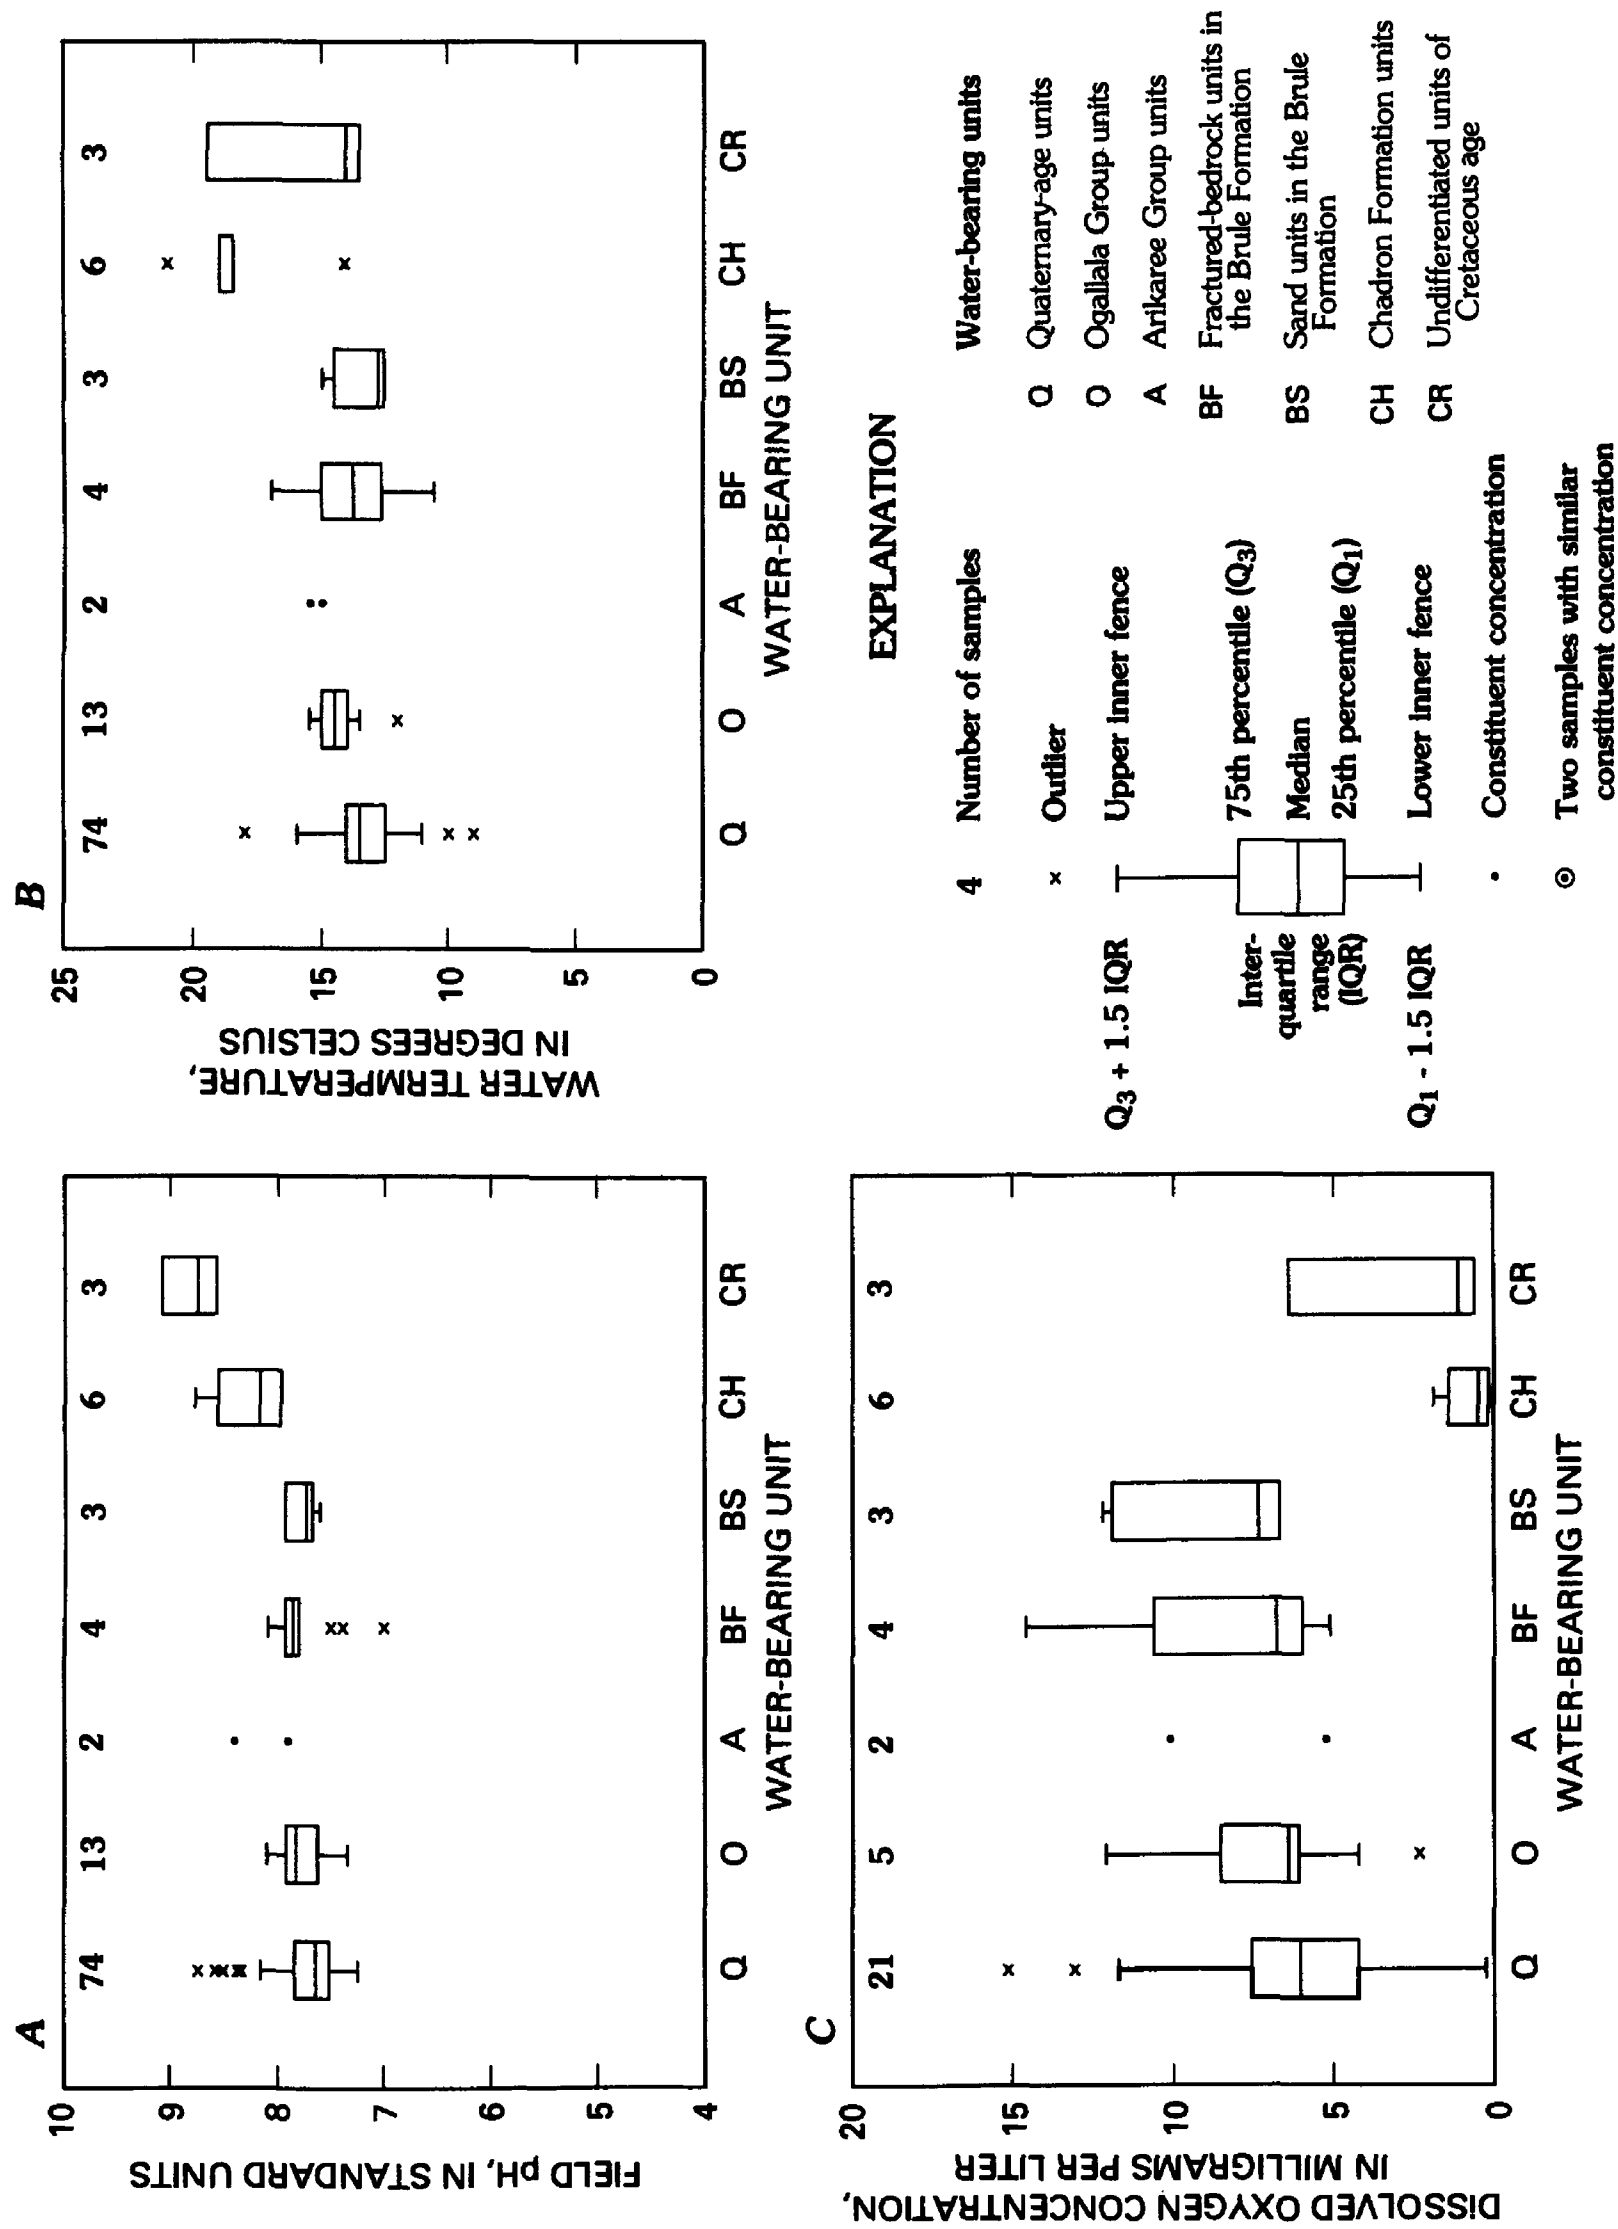 A
FIELD pH, IN STANDARD UNITS
10
9
8
7
6
5
4
74 13 2 4 3 6 3
Q O A BF BS CH CR
WATER-BEARING UNIT
B
WATER TERMPERATURE,
IN DEGREES CELSIUS
25
20
15
10
5
0
74 13 2 4 3 6 3
Q O A BF BS CH CR
WATER-BEARING UNIT
C
DISSOLVED OXYGEN CONCENTRATION,
IN MILLIGRAMS PER LITER
20
15
10
5
0
21 5 2 4 3 6 3
Q O A BF BS CH CR
WATER-BEARING UNIT
EXPLANATION
4 Number of samples
x Outlier
Q3 + 1.5 IQR Upper inner fence
75th percentile (Q3)
Inter-
quartile
range
(IQR)
Median
25th percentile (Q1)
Q1 - 1.5 IQR Lower inner fence
Constituent concentration
Two samples with similar
constituent concentration
Water-bearing units
Q Quaternary-age units
O Ogallala Group units
A Arikaree Group units
BF Fractured-bedrock units in
the Brule Formation
BS Sand units in the Brule
Formation
CH Chadron Formation units
CR Undifferentiated units of
Cretaceous age